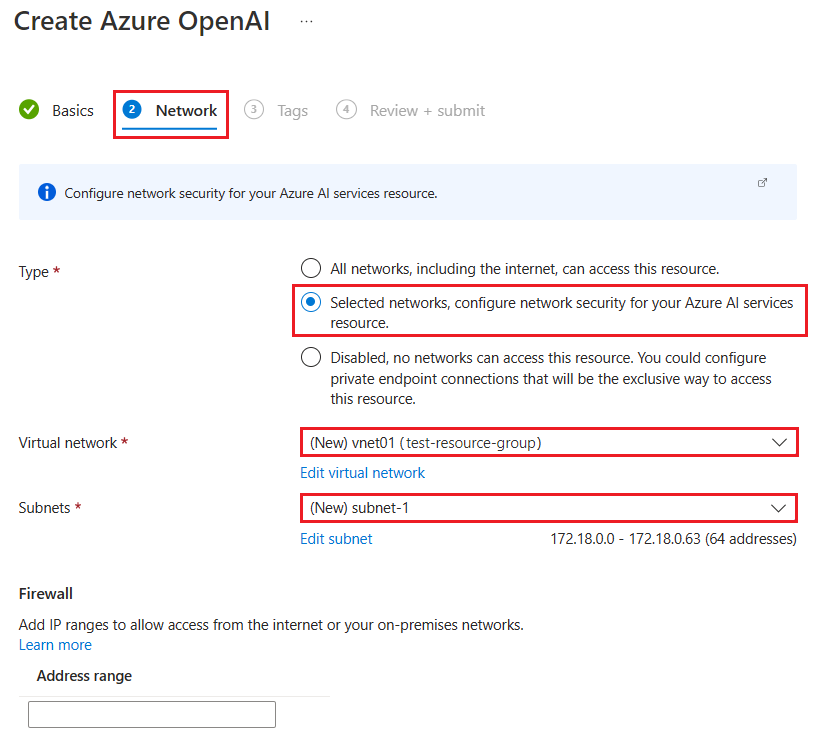 Create Azure OpenAI ...
Basics 2 Network 3 Tags 4 Review + submit
Configure network security for your Azure AI services resource.
Type *
All networks, including the internet, can access this resource.
Selected networks, configure network security for your Azure AI services
resource.
Disabled, no networks can access this resource. You could configure
private endpoint connections that will be the exclusive way to access
this resource.
Virtual network *
(New) vnet01 (test-resource-group)
Edit virtual network
Subnets *
(New) subnet-1
Edit subnet 172.18.0.0 - 172.18.0.63 (64 addresses)
Firewall
Add IP ranges to allow access from the internet or your on-premises networks.
Learn more
Address range